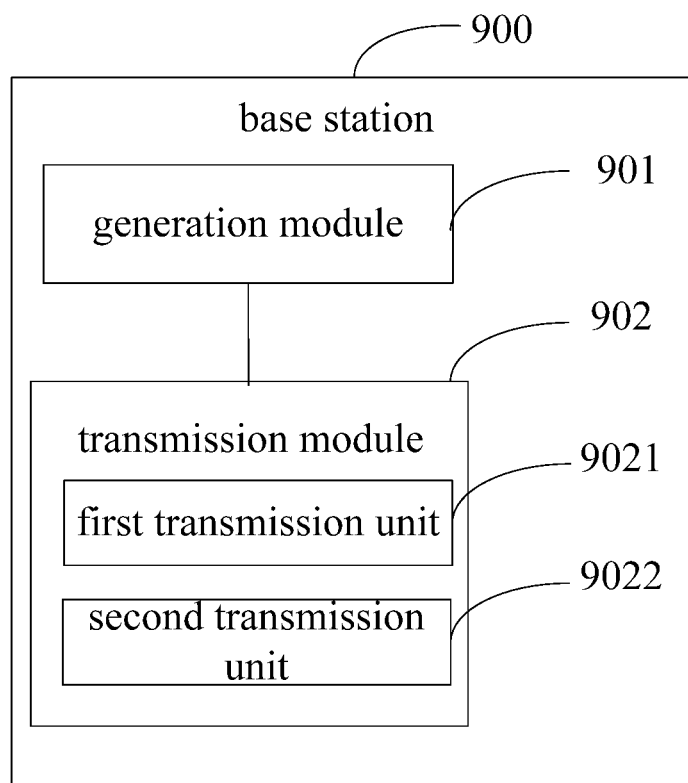 900
base station
901
generation module
902
transmission module
9021
first transmission unit
9022
second transmission
unit